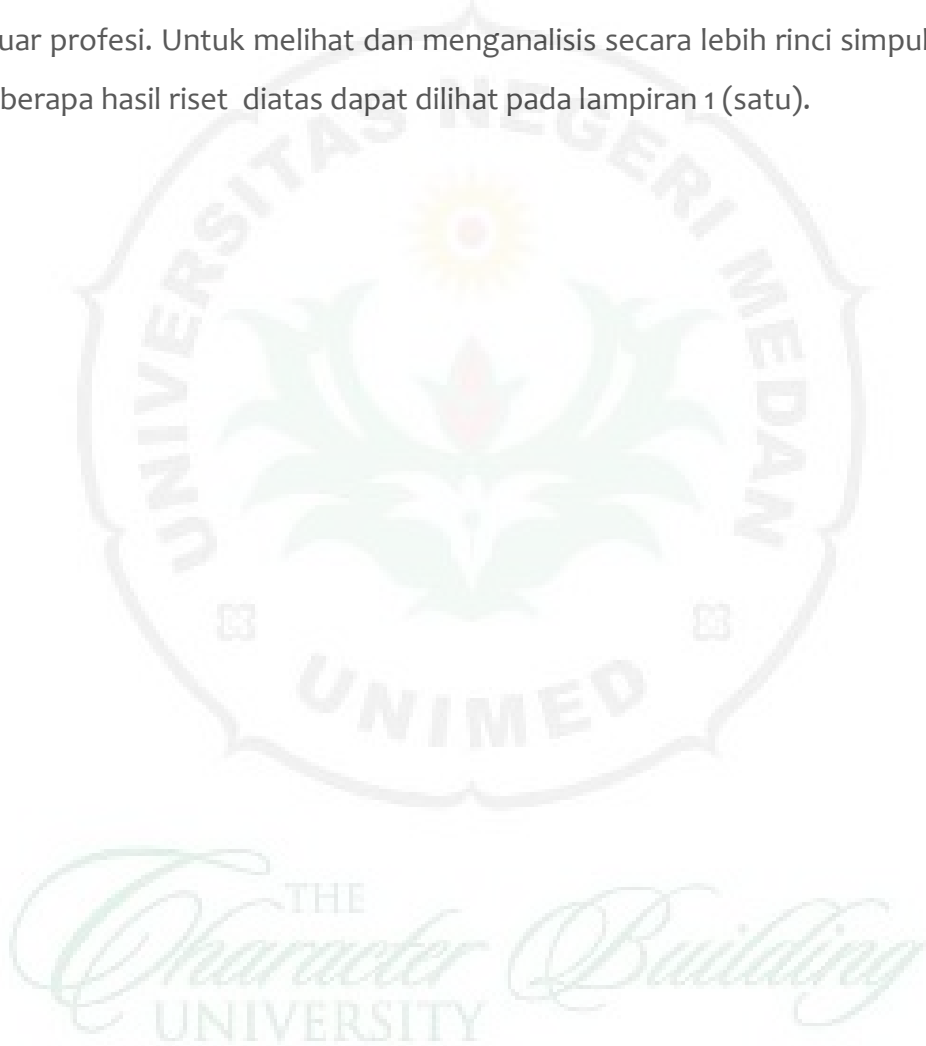 uar profesi. Untuk melihat dan menganalisis secara lebih rinci simpul
berapa hasil riset  diatas dapat dilihat pada lampiran 1 (satu).
UNIVERSITAS NEGERI MEDAN
UNIMED
THE
Character Building
UNIVERSITY